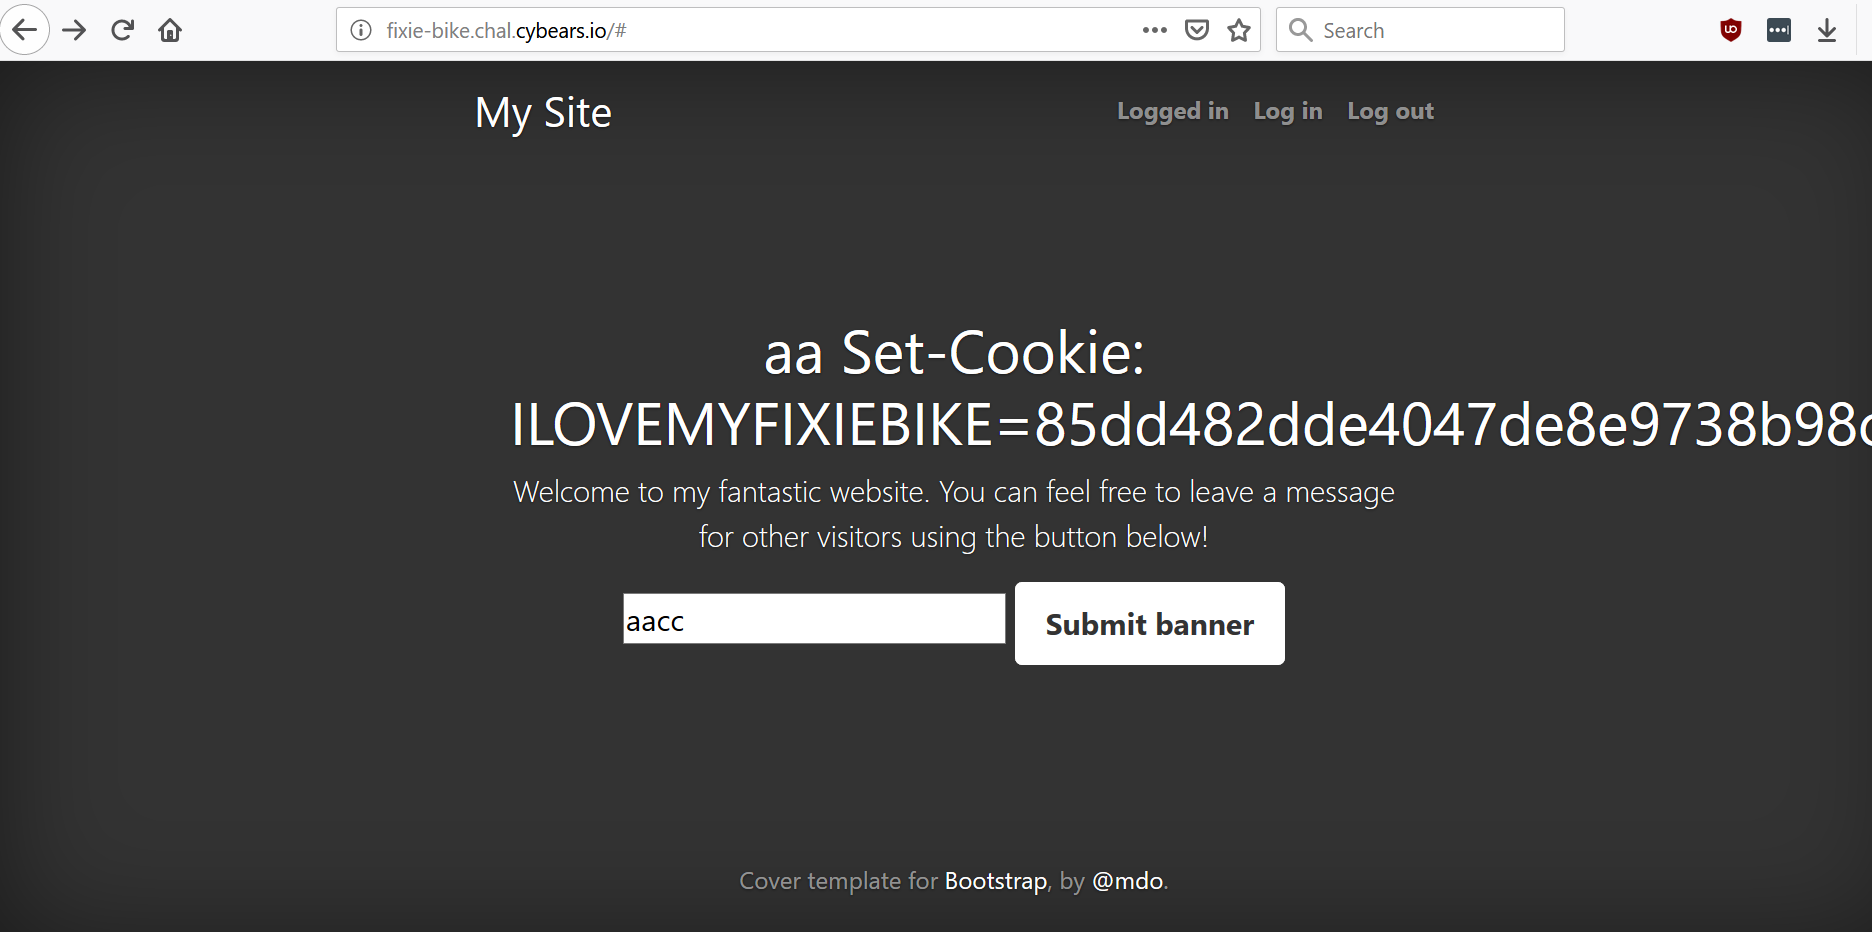 fixie-bike.chal.cybears.io/#
Search
My Site
Logged in Log in Log out
aa Set-Cookie:
ILOVEMYFIXIEBIKE=85dd482dde4047de8e9738b98
Welcome to my fantastic website. You can feel free to leave a message
for other visitors using the button below!
aacc
Submit banner
Cover template for Bootstrap, by @mdo.